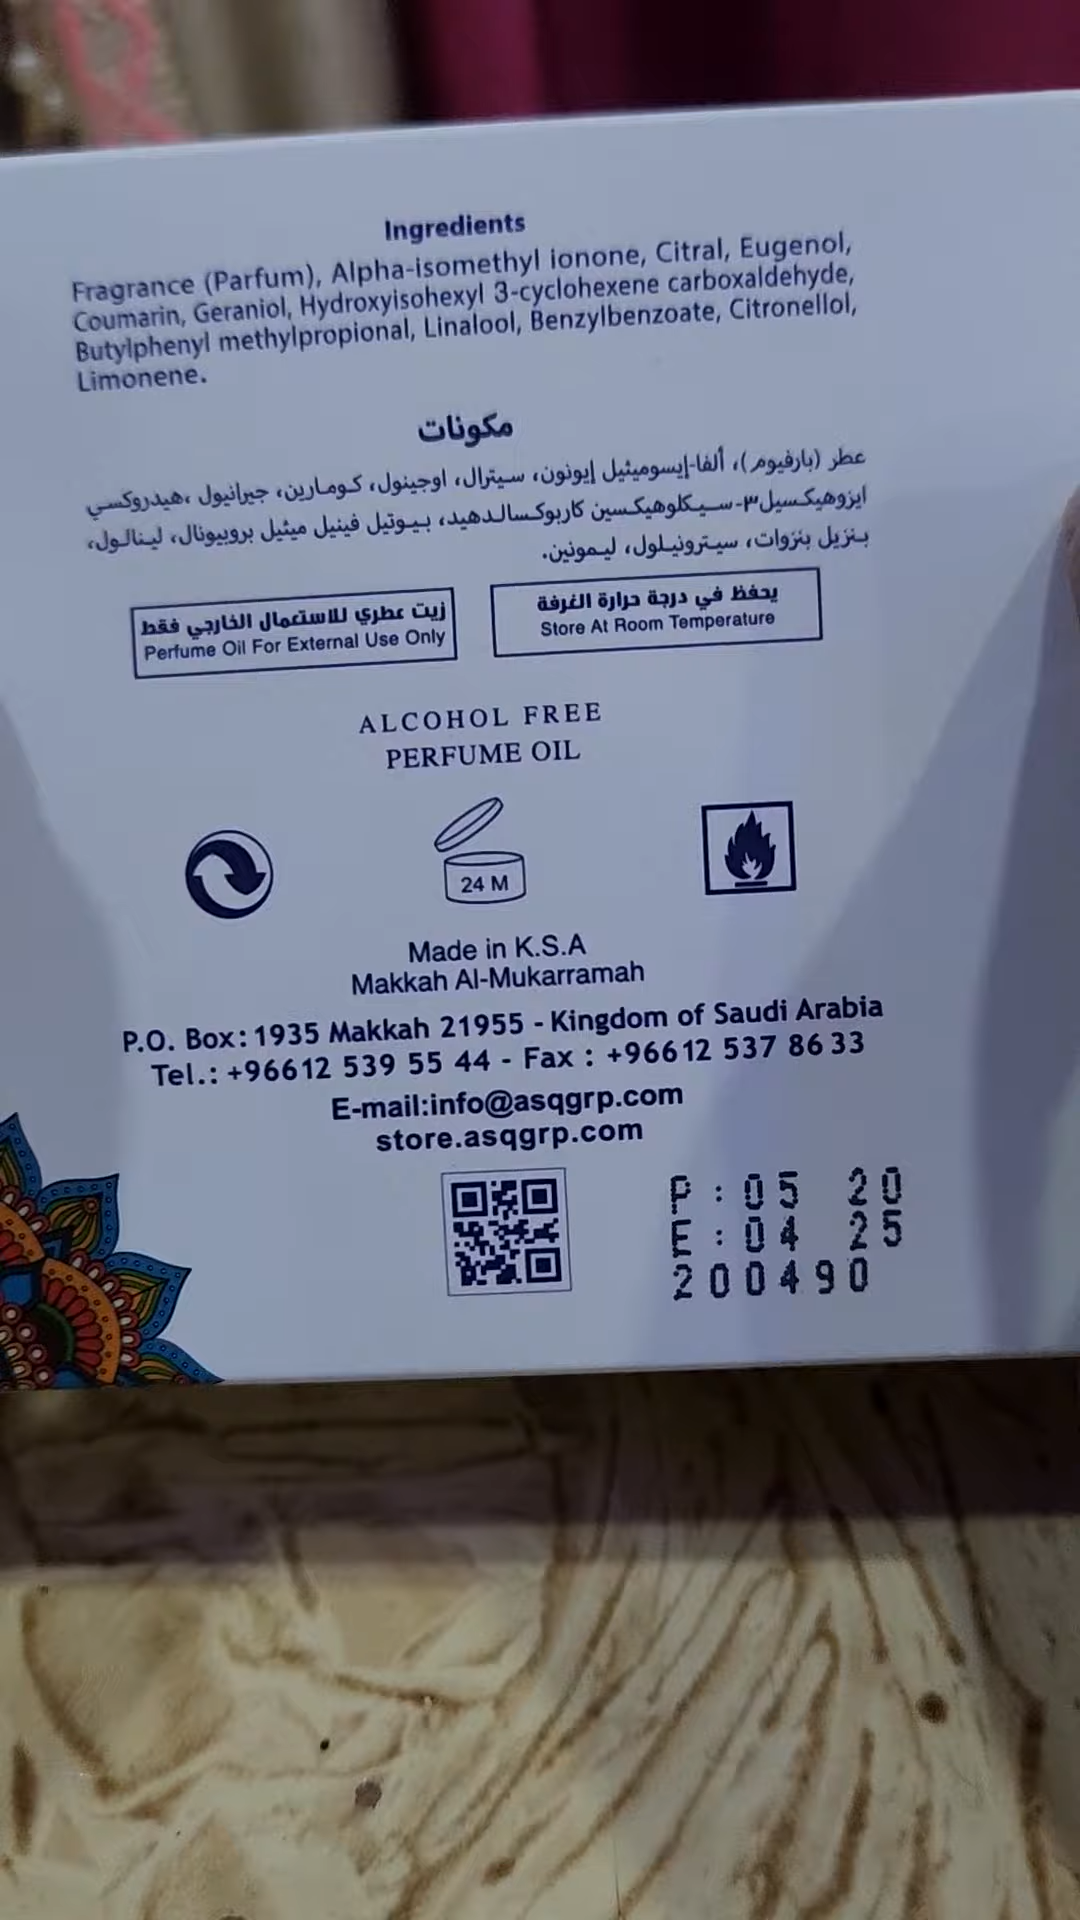 Ingredients
Fragrance (Parfum), Alpha-isomethyl ionone, Citral, Eugenol,
Coumarin, Geraniol, Hydroxyisohexyl 3-cyclohexene carboxaldehyde,
Butylphenyl methylpropional, Linalool, Benzylbenzoate, Citronellol,
Limonene.
مكونات
عطر (بارفيوم)، ألفا-إيسوميثيل إيونون، سيترال، اوجينول، كومارين، جيرانيول ،هيدروكسي
ايزوهيكسيل٣-سيكلوهيكسين كاربوكسالدهيد، بيوتيل فينيل ميثيل بروبيونال، لينالول،
بنزيل بنزوات، سيترونيلول، ليمونين.
زيت عطري للاستعمال الخارجي فقط
Perfume Oil For External Use Only
يحفظ في درجة حرارة الغرفة
Store At Room Temperature
ALCOHOL FREE
PERFUME OIL
24 M
Made in K.S.A
Makkah Al-Mukarramah
P.O. Box: 1935 Makkah 21955 - Kingdom of Saudi Arabia
Tel.: +96612 539 55 44 - Fax : +96612 537 86 33
E-mail:info@asqgrp.com
store.asqgrp.com
P : 05 20
E : 04 25
200490